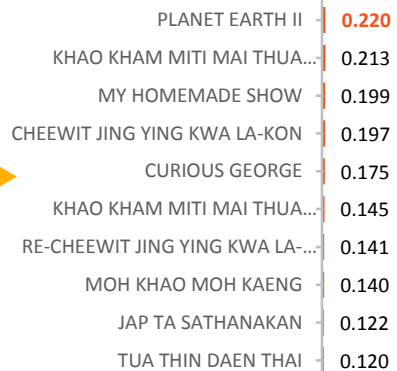 PLANET EARTH II 0.220
KHAO KHAM MITI MAI THUA... 0.213
MY HOMEMADE SHOW 0.199
CHEEWIT JING YING KWA LA-KON 0.197
CURIOUS GEORGE 0.175
KHAO KHAM MITI MAI THUA... 0.145
RE-CHEEWIT JING YING KWA LA-... 0.141
MOH KHAO MOH KAENG 0.140
JAP TA SATHANAKAN 0.122
TUA THIN DAEN THAI 0.120